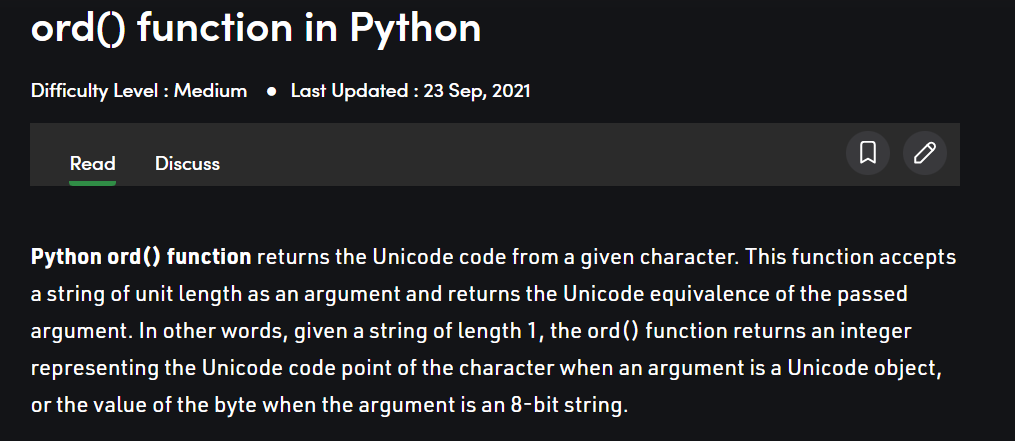 ord() function in Python
Difficulty Level : Medium ● Last Updated : 23 Sep, 2021
Read Discuss
Python ord() function returns the Unicode code from a given character. This function accepts
a string of unit length as an argument and returns the Unicode equivalence of the passed
argument. In other words, given a string of length 1, the ord() function returns an integer
representing the Unicode code point of the character when an argument is a Unicode object,
or the value of the byte when the argument is an 8-bit string.